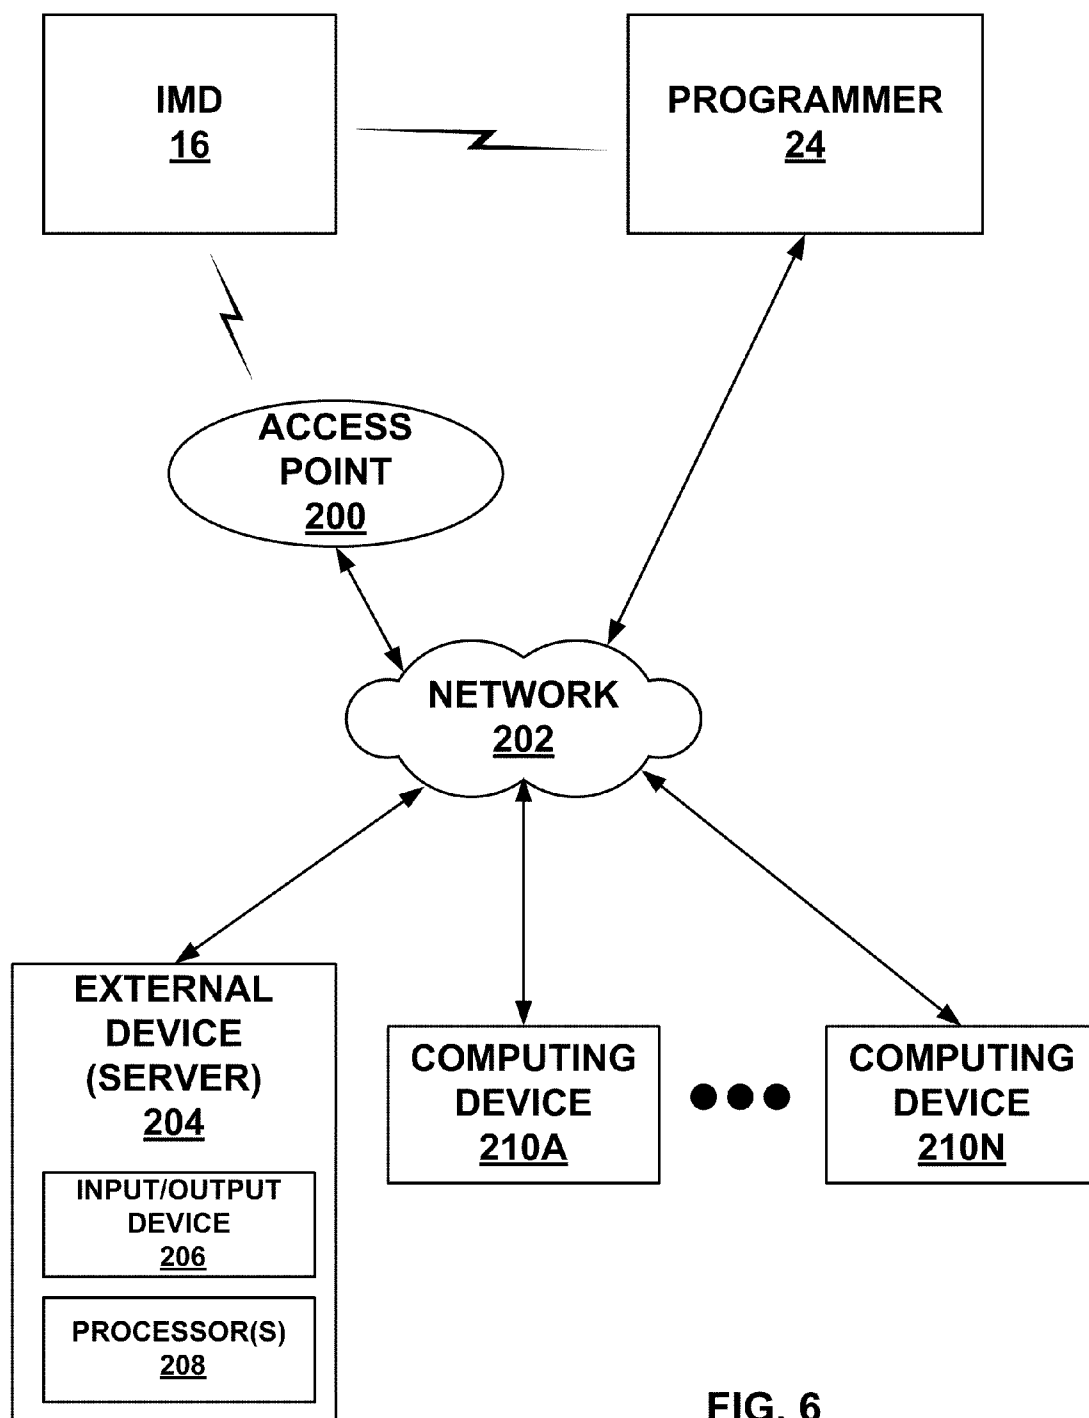 IMD
16
PROGRAMMER
24
ACCESS
POINT
200
NETWORK
202
EXTERNAL
DEVICE
(SERVER)
204
INPUT/OUTPUT
DEVICE
206
PROCESSOR(S)
208
COMPUTING
DEVICE
210A
COMPUTING
DEVICE
210N
FIG. 6